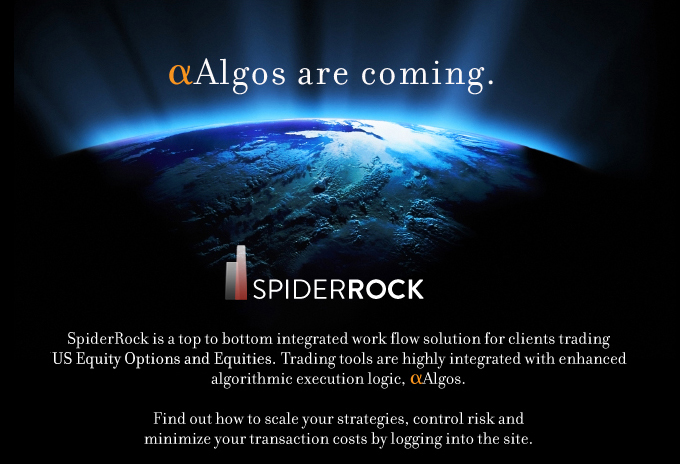 αAlgos are coming.
SPIDERROCK
SpiderRock is a top to bottom integrated work flow solution for clients trading
US Equity Options and Equities. Trading tools are highly integrated with enhanced
algorithmic execution logic, αAlgos.
Find out how to scale your strategies, control risk and
minimize your transaction costs by logging into the site.